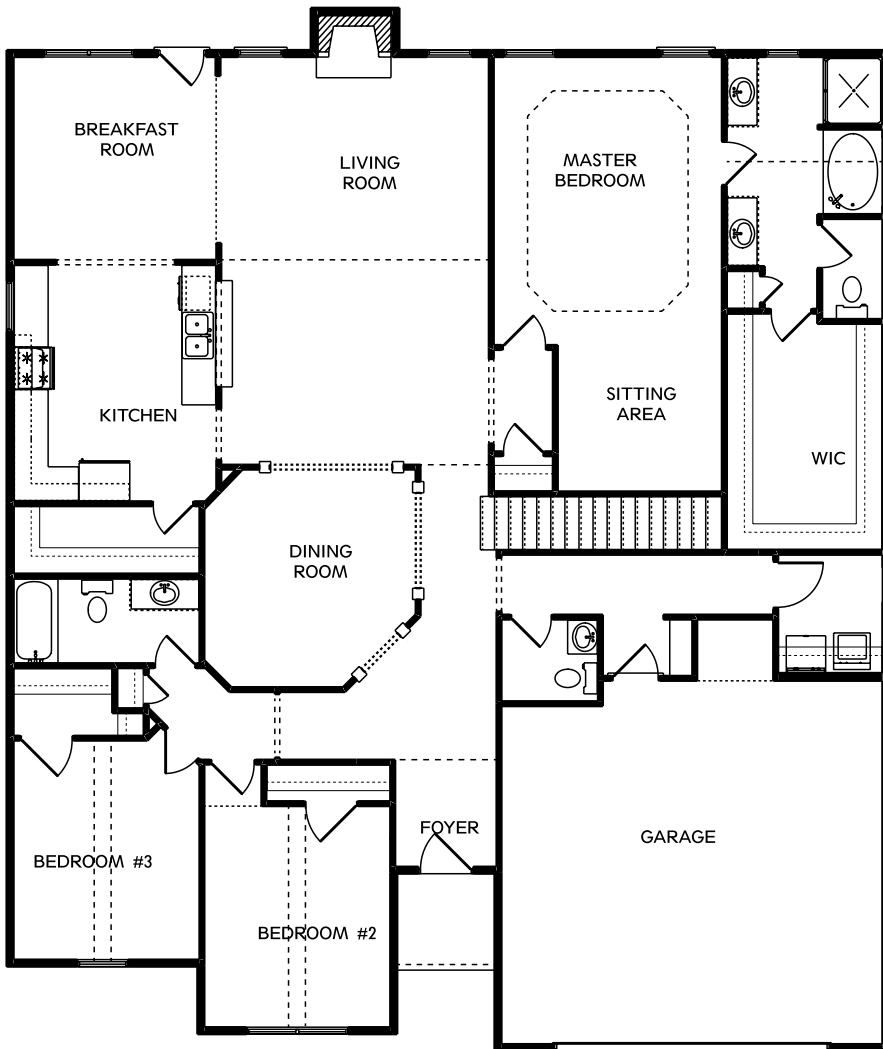 BREAKFAST
ROOM
LIVING
ROOM
MASTER
BEDROOM
KITCHEN
SITTING
AREA
WIC
DINING
ROOM
FOYER
GARAGE
BEDROOM #3
BEDROOM #2